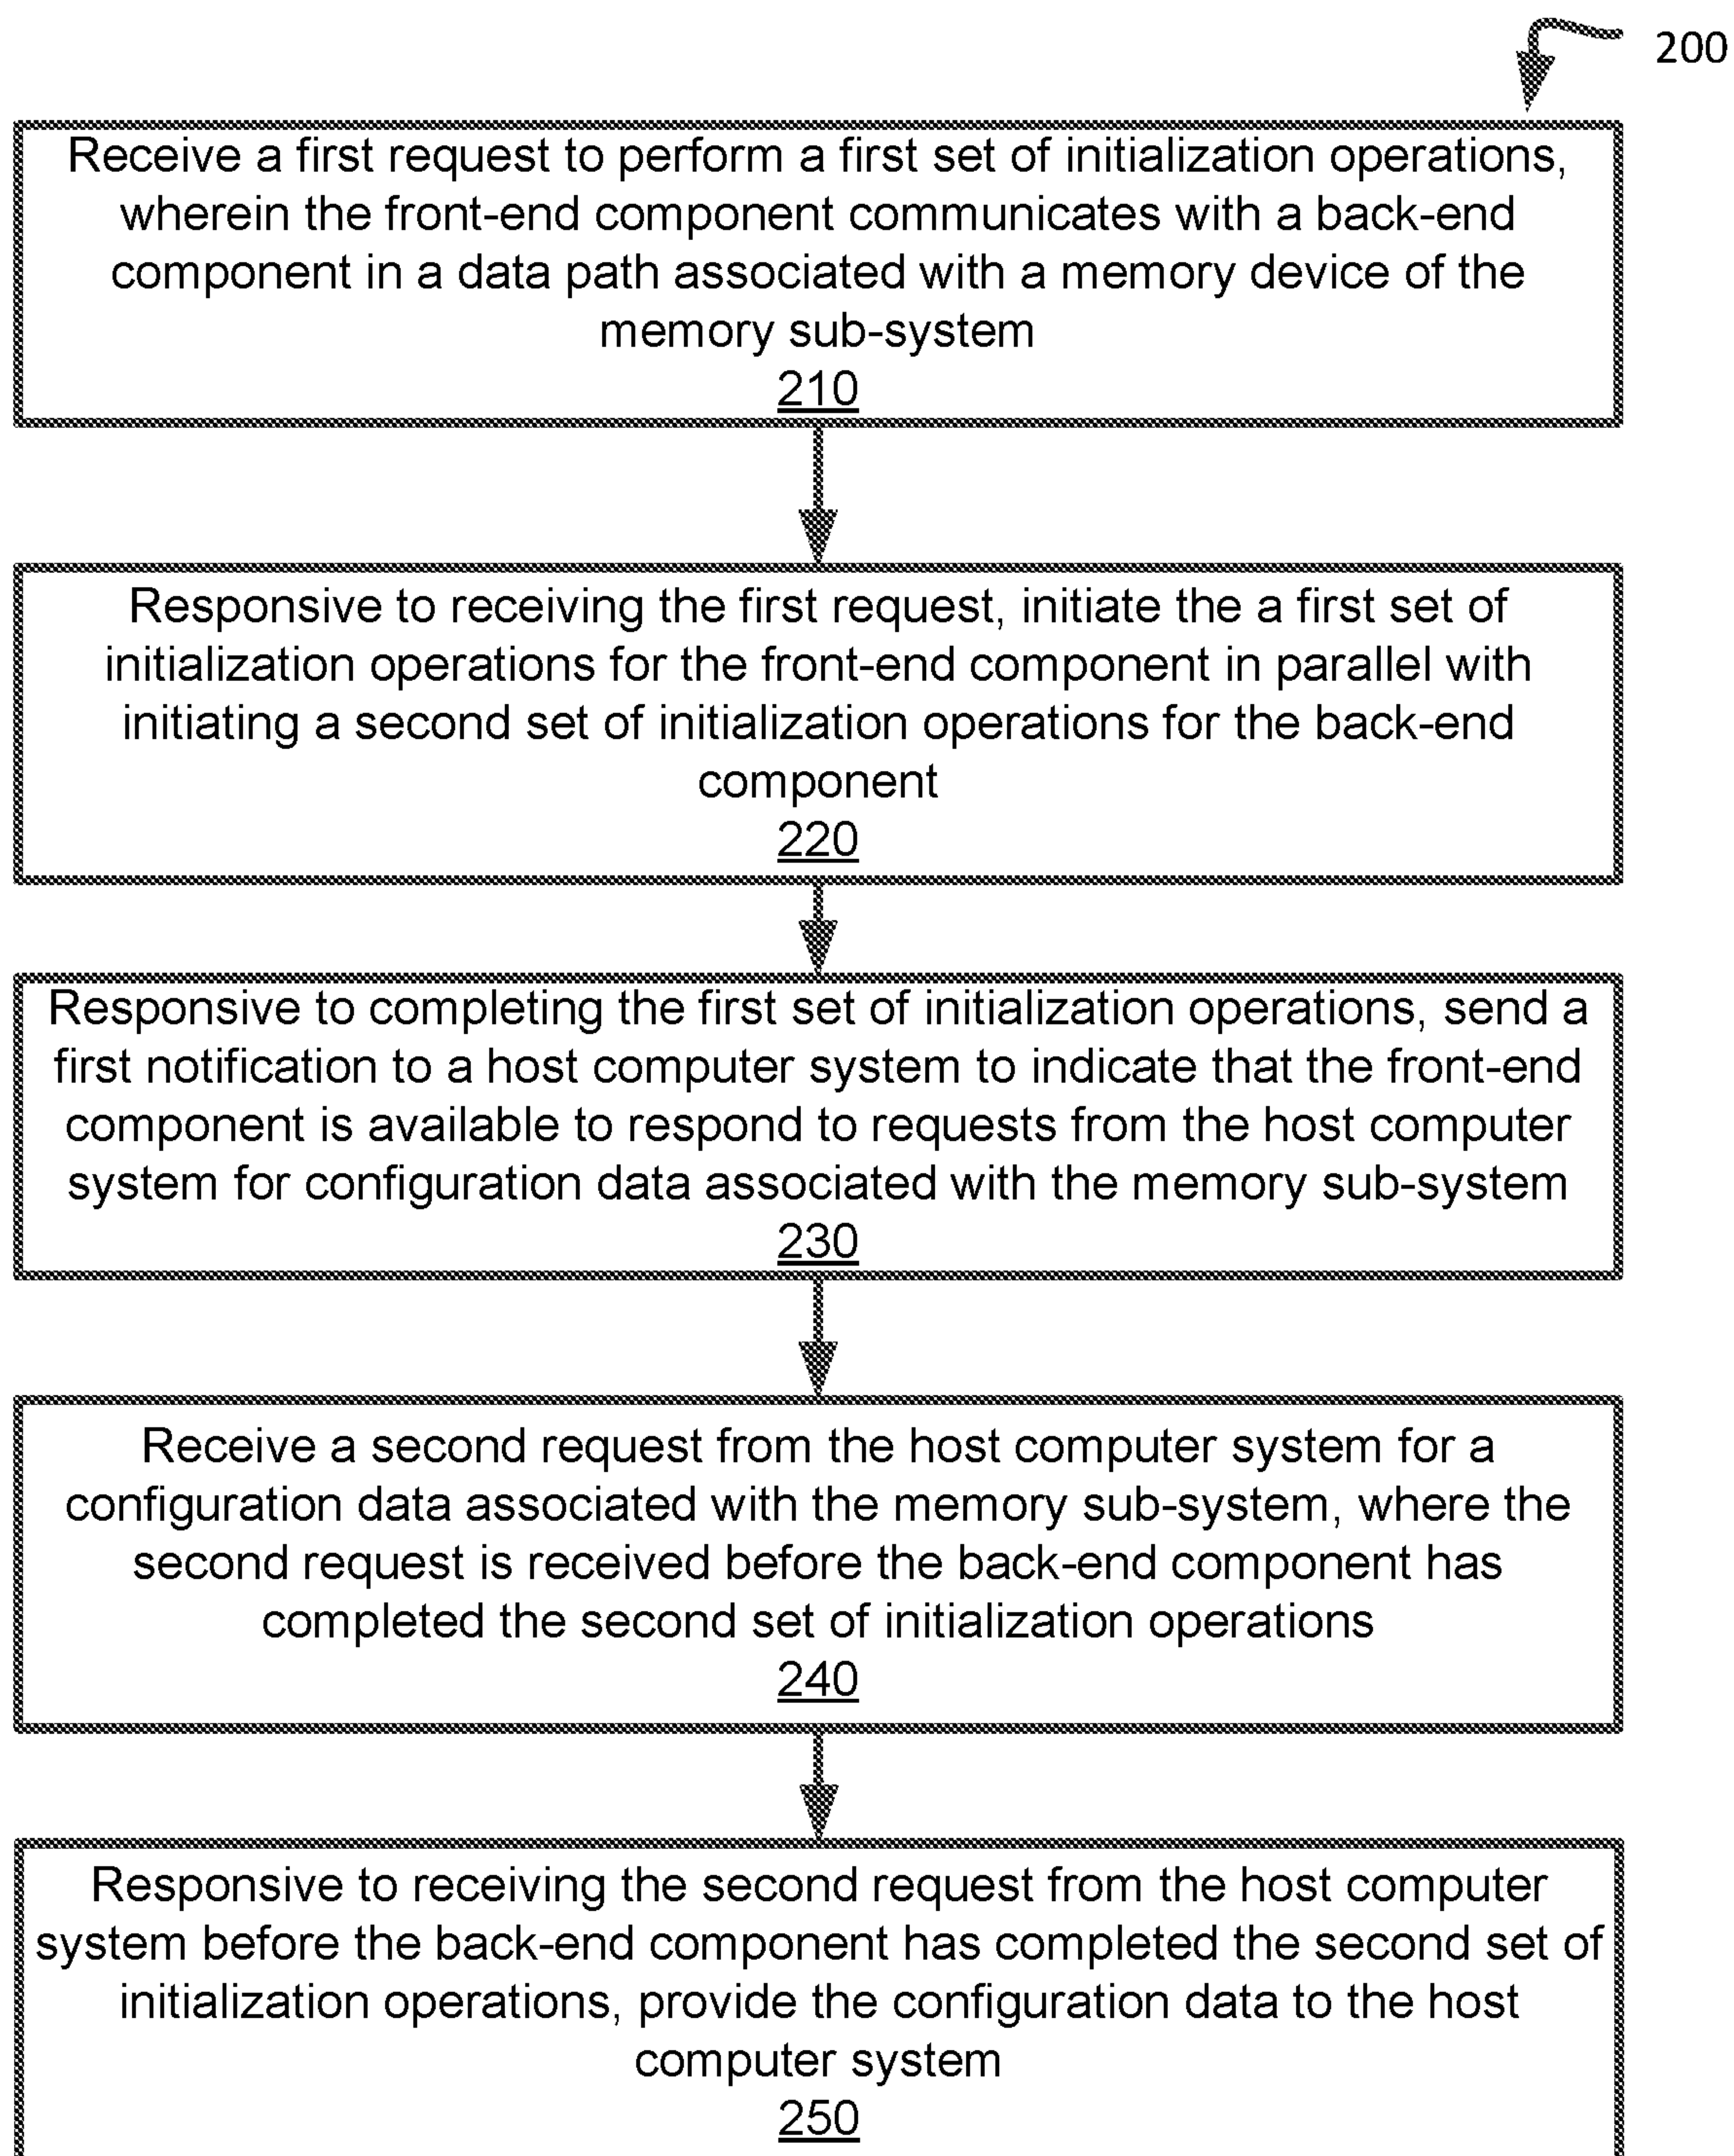 200
Receive a first request to perform a first set of initialization operations,
wherein the front-end component communicates with a back-end
component in a data path associated with a memory device of the
memory sub-system
210
Responsive to receiving the first request, initiate the a first set of
initialization operations for the front-end component in parallel with
initiating a second set of initialization operations for the back-end
component
220
Responsive to completing the first set of initialization operations, send a
first notification to a host computer system to indicate that the front-end
component is available to respond to requests from the host computer
system for configuration data associated with the memory sub-system
230
Receive a second request from the host computer system for a
configuration data associated with the memory sub-system, where the
second request is received before the back-end component has
completed the second set of initialization operations
240
Responsive to receiving the second request from the host computer
system before the back-end component has completed the second set of
initialization operations, provide the configuration data to the host
computer system
250